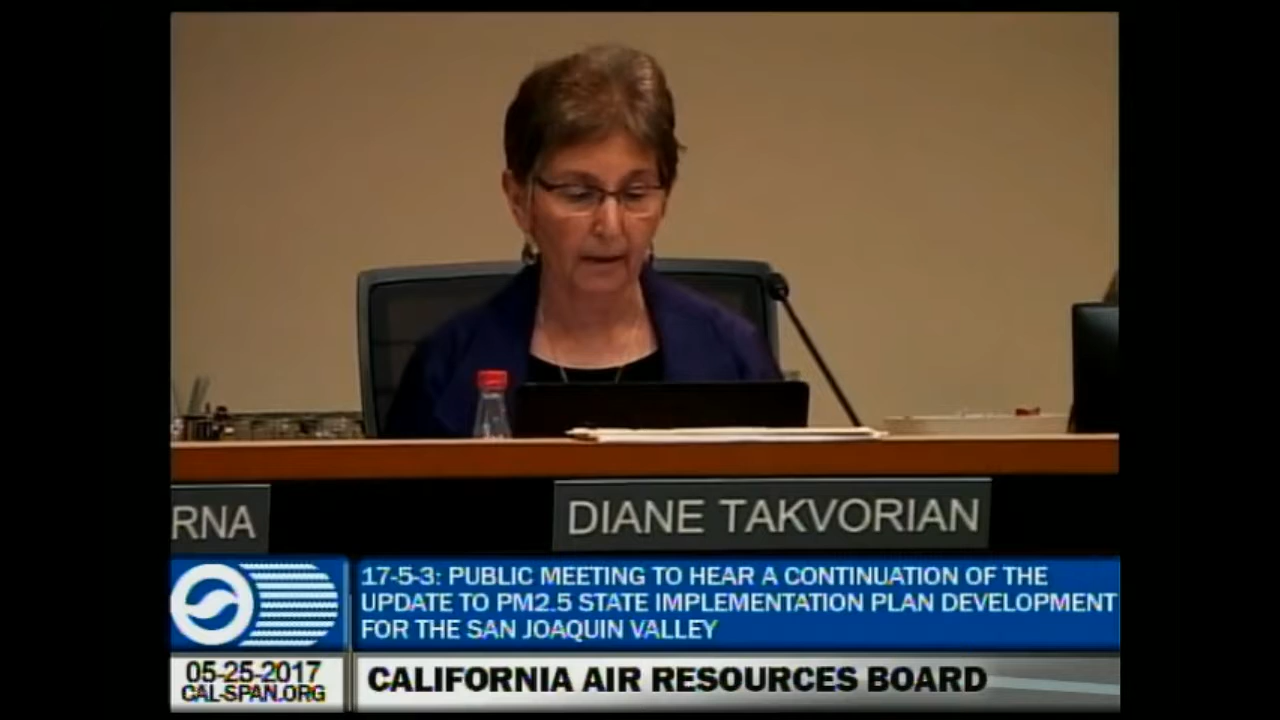 RNA
DIANE TAKVORIAN
17-5-3: PUBLIC MEETING TO HEAR A CONTINUATION OF THE
UPDATE TO PM2.5 STATE IMPLEMENTATION PLAN DEVELOPMENT
FOR THE SAN JOAQUIN VALLEY
05-25-2017
CAL-SPAN.ORG
CALIFORNIA AIR RESOURCES BOARD